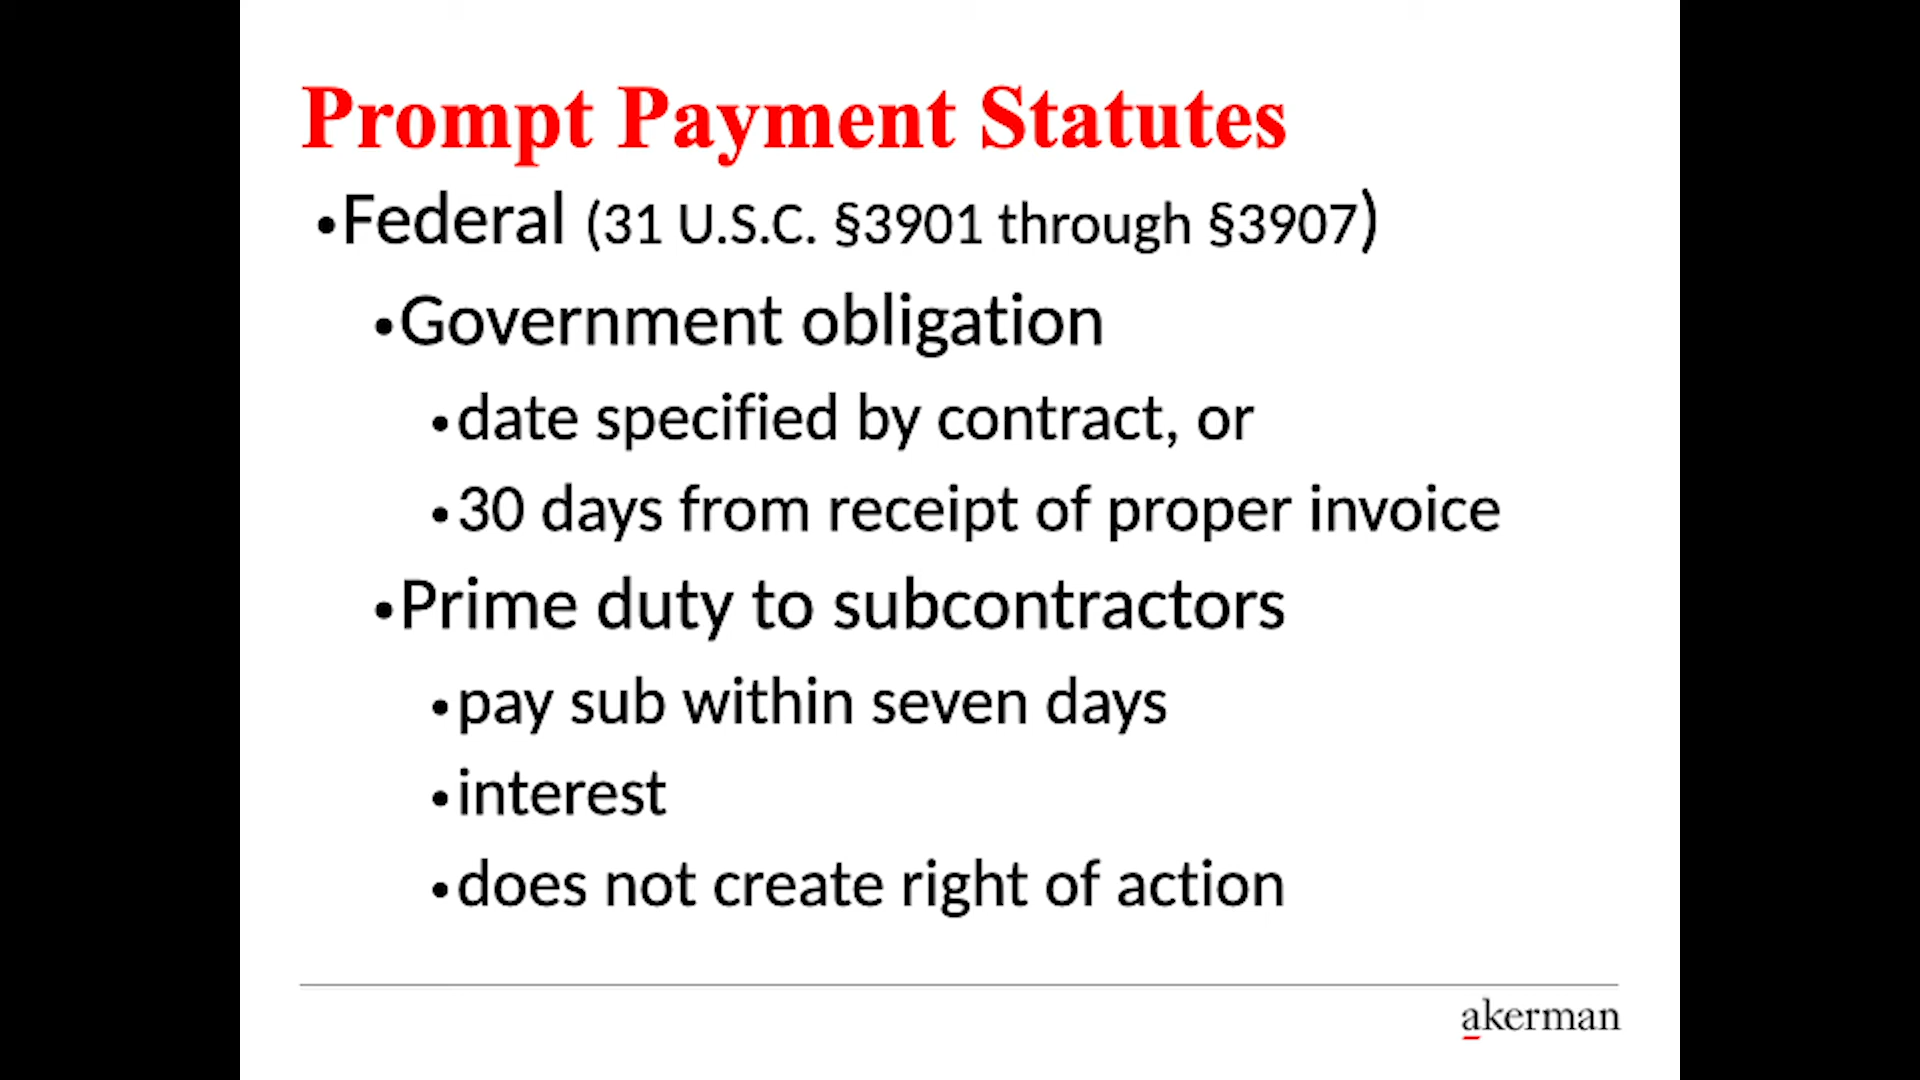 Prompt Payment Statutes
•Federal (31 U.S.C. §3901 through §3907)
•Government obligation
•date specified by contract, or
•30 days from receipt of proper invoice
•Prime duty to subcontractors
•pay sub within seven days
•interest
•does not create right of action
akerman